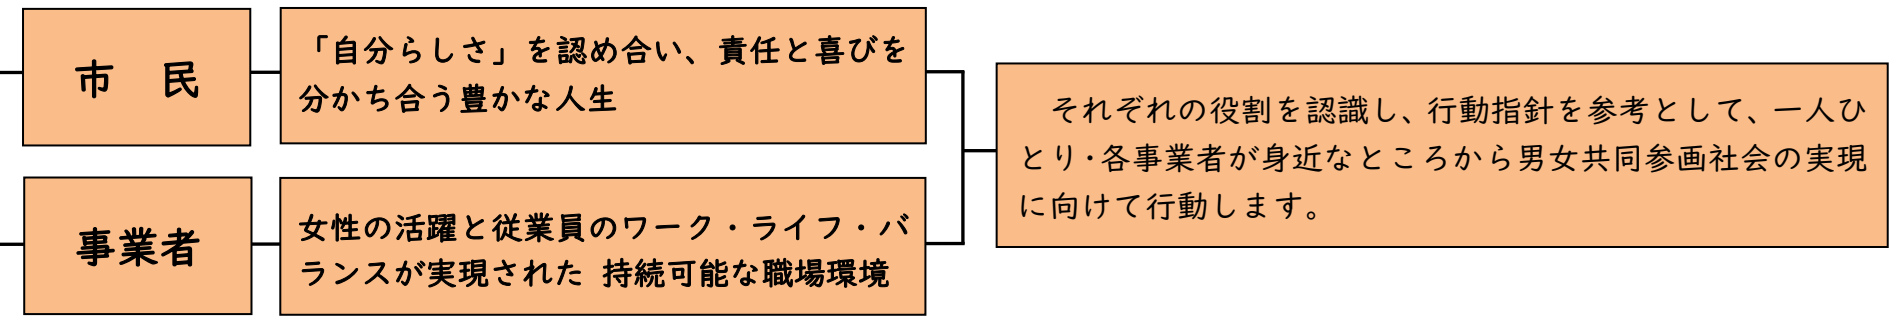 市　民
「自分らしさ」を認め合い、責任と喜びを
分かち合う豊かな人生
事業者
女性の活躍と従業員のワーク・ライフ・バ
ランスが実現された 持続可能な職場環境
それぞれの役割を認識し、行動指針を参考として、一人ひ
とり・各事業者が身近なところから男女共同参画社会の実現
に向けて行動します。